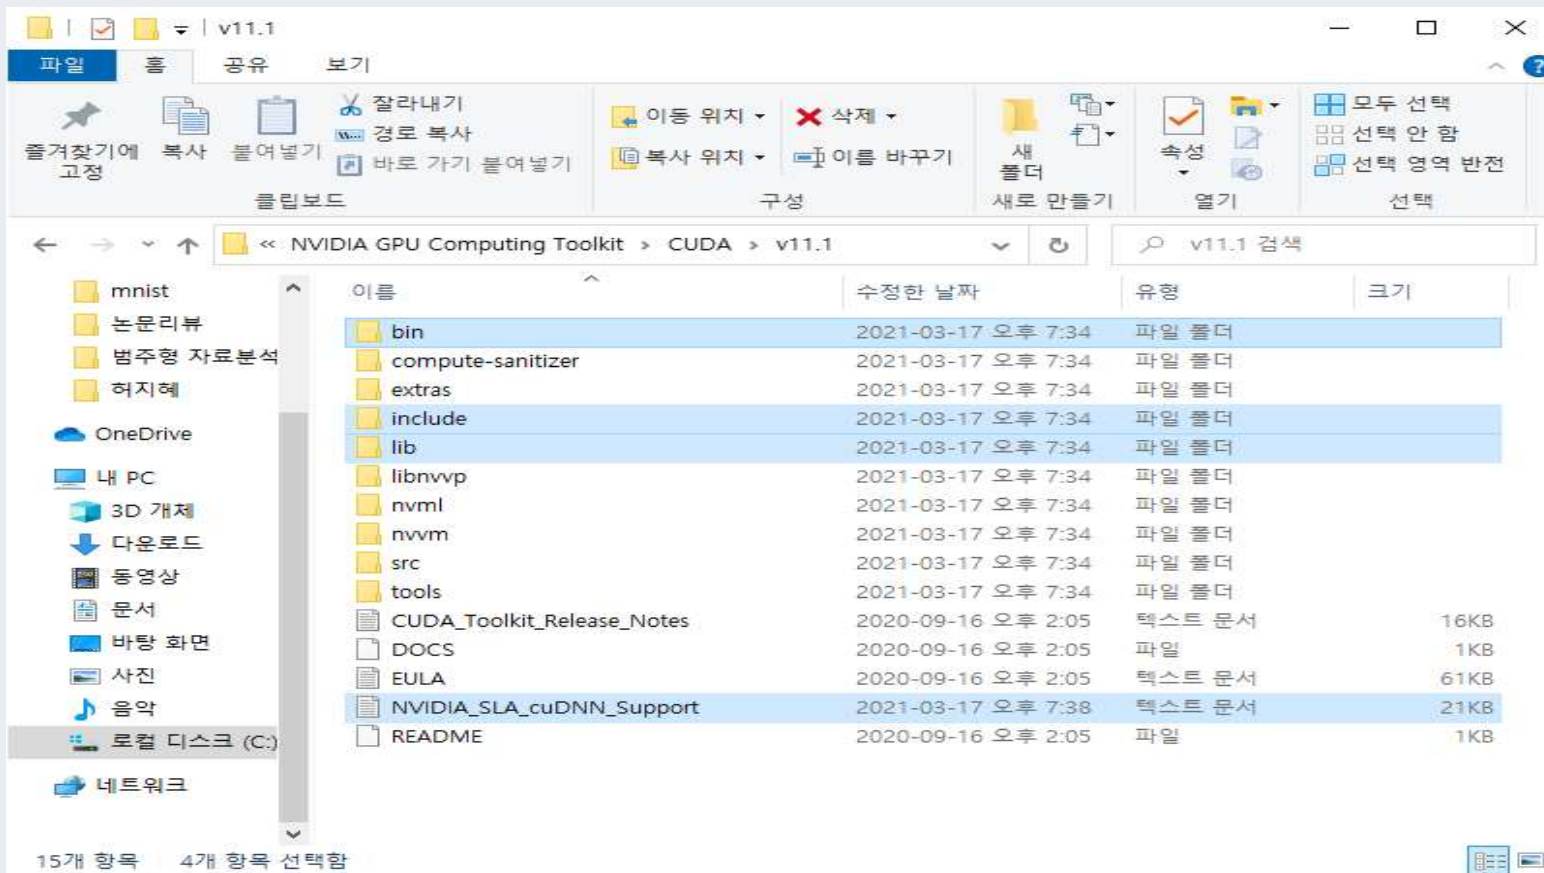 v11.1
파일 홈 공유 보기
즐겨찾기에 고정
복사
붙여넣기
잘라내기
경로 복사
바로 가기 붙여넣기
클립보드
이동 위치
복사 위치
삭제
이름 바꾸기
구성
새 폴더
새로 만들기
속성
열기
모두 선택
선택 안 함
선택 영역 반전
선택
« NVIDIA GPU Computing Toolkit > CUDA > v11.1
v11.1 검색
mnist
논문리뷰
범주형 자료분석
허지혜
OneDrive
내 PC
3D 개체
다운로드
동영상
문서
바탕 화면
사진
음악
로컬 디스크 (C:)
네트워크
이름 수정한 날짜 유형 크기
bin 2021-03-17 오후 7:34 파일 폴더
compute-sanitizer 2021-03-17 오후 7:34 파일 폴더
extras 2021-03-17 오후 7:34 파일 폴더
include 2021-03-17 오후 7:34 파일 폴더
lib 2021-03-17 오후 7:34 파일 폴더
libnvvp 2021-03-17 오후 7:34 파일 폴더
nvml 2021-03-17 오후 7:34 파일 폴더
nvvm 2021-03-17 오후 7:34 파일 폴더
src 2021-03-17 오후 7:34 파일 폴더
tools 2021-03-17 오후 7:34 파일 폴더
CUDA_Toolkit_Release_Notes 2020-09-16 오후 2:05 텍스트 문서 16KB
DOCS 2020-09-16 오후 2:05 파일 1KB
EULA 2020-09-16 오후 2:05 텍스트 문서 61KB
NVIDIA_SLA_cuDNN_Support 2021-03-17 오후 7:38 텍스트 문서 21KB
README 2020-09-16 오후 2:05 파일 1KB
15개 항목 4개 항목 선택함